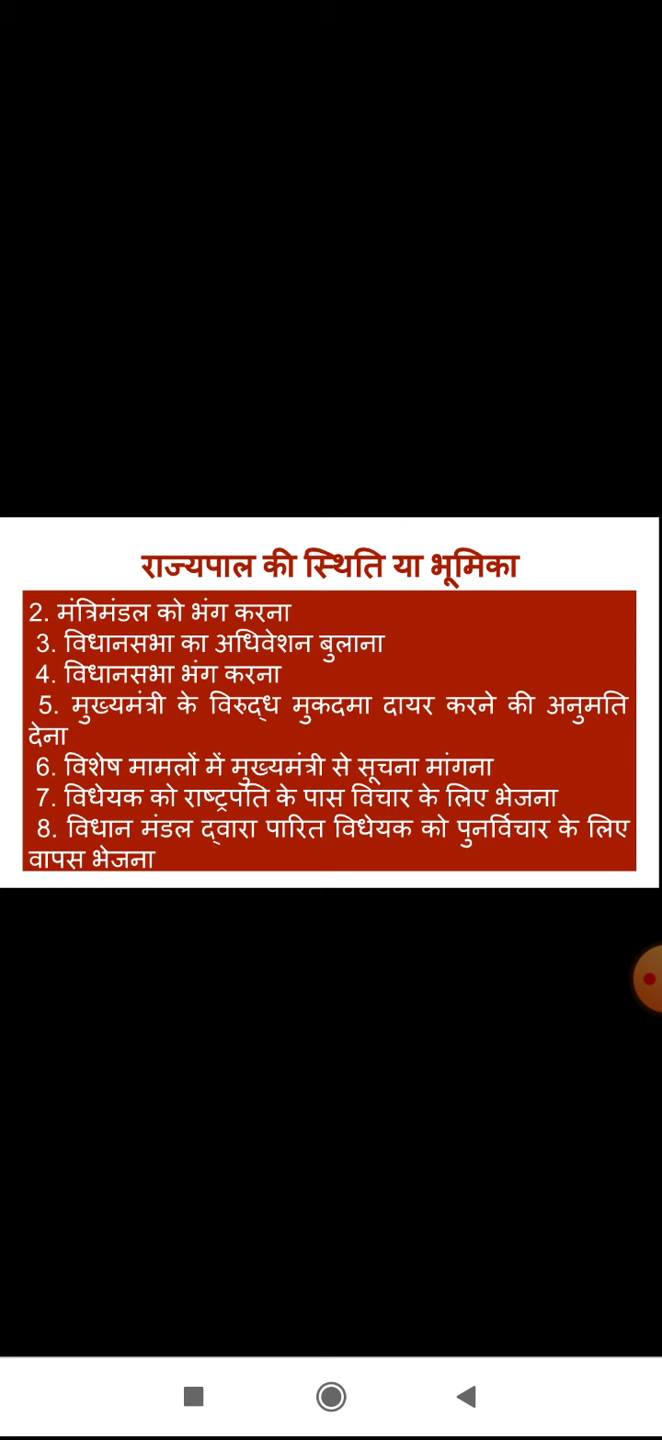 राज्यपाल की स्थिति या भूमिका
2. मंत्रिमंडल को भंग करना
3. विधानसभा का अधिवेशन बुलाना
4. विधानसभा भंग करना
5. मुख्यमंत्री के विरुद्ध मुकदमा दायर करने की अनुमति
देना
6. विशेष मामलों में मुख्यमंत्री से सूचना मांगना
7. विधेयक को राष्ट्रपति के पास विचार के लिए भेजना
8. विधान मंडल द्वारा पारित विधेयक को पुनर्विचार के लिए
वापस भेजना